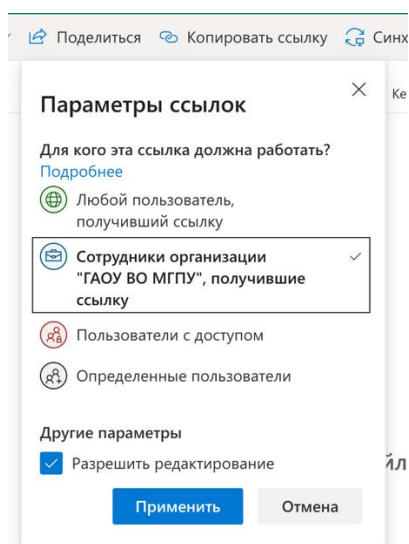 Поделиться Копировать ссылку Синх
Параметры ссылок
Ке
Для кого эта ссылка должна работать?
Подробнее
Любой пользователь,
получивший ссылку
Сотрудники организации
"ГАОУ ВО МГПУ", получившие
ссылку
Пользователи с доступом
Определенные пользователи
Другие параметры
Разрешить редактирование
йл
Применить Отмена